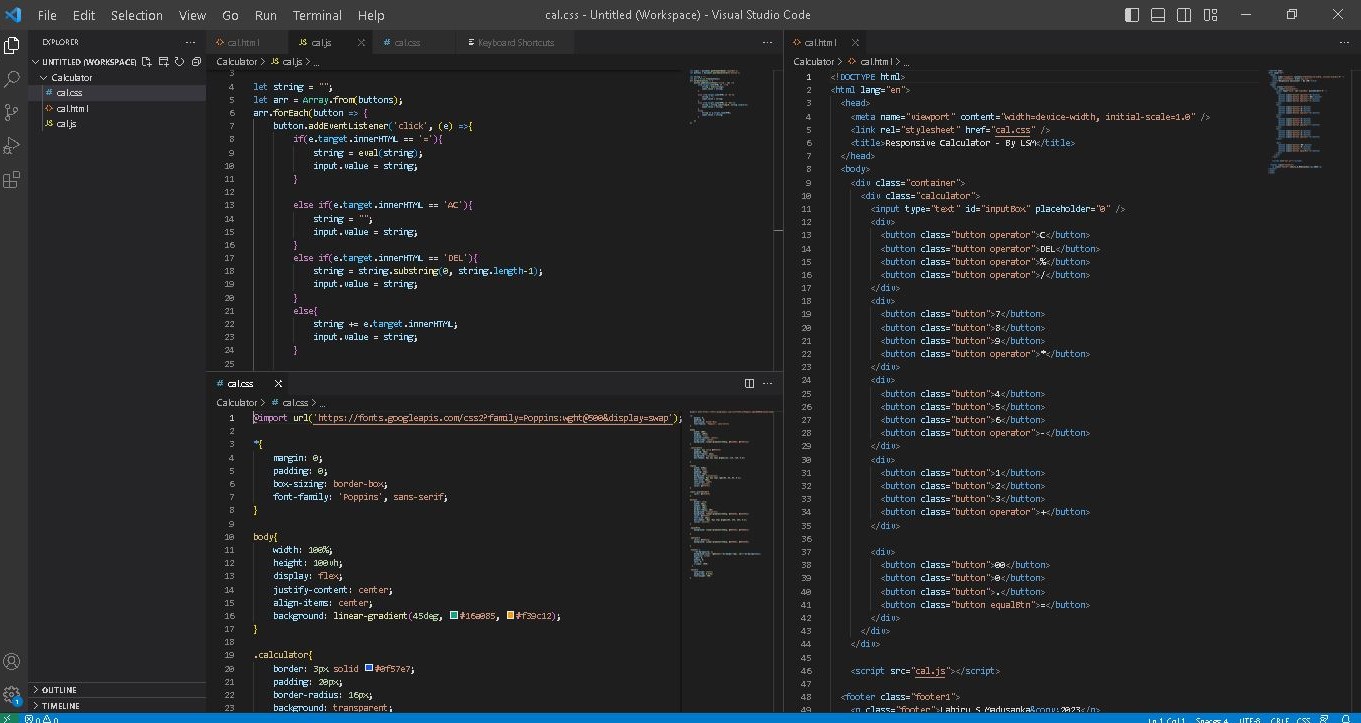 File Edit Selection View Go Run Terminal Help
cal.css - Untitled (Workspace) - Visual Studio Code
EXPLORER
UNTITLED (WORKSPACE)
Calculator
# cal.css
<> cal.html
JS cal.js
OUTLINE
TIMELINE
<> cal.html JS cal.js # cal.css Keyboard Shortcuts
Calculator > JS cal.js > ...
3
4 let string = "";
5 let arr = Array.from(buttons);
6 arr.forEach(button => {
7 button.addEventListener('click', (e) =>{
8 if(e.target.innerHTML == '='){
9 string = eval(string);
10 input.value = string;
11 }
12
13 else if(e.target.innerHTML == 'AC'){
14 string = "";
15 input.value = string;
16 }
17 else if(e.target.innerHTML == 'DEL'){
18 string = string.substring(0, string.length-1);
19 input.value = string;
20 }
21 else{
22 string += e.target.innerHTML;
23 input.value = string;
24 }
25
# cal.css
Calculator > # cal.css > ...
1 @import url('https://fonts.googleapis.com/css2?family=Poppins:wght@500&display=swap');
2
3 *{
4 margin: 0;
5 padding: 0;
6 box-sizing: border-box;
7 font-family: 'Poppins', sans-serif;
8 }
9
10 body{
11 width: 100%;
12 height: 100vh;
13 display: flex;
14 justify-content: center;
15 align-items: center;
16 background: linear-gradient(45deg, #16a085, #f39c12);
17 }
18
19 .calculator{
20 border: 3px solid #0f57e7;
21 padding: 20px;
22 border-radius: 16px;
23 background: transparent;
<> cal.html
Calculator > <> cal.html > ...
1 <!DOCTYPE html>
2 <html lang="en">
3 <head>
4 <meta name="viewport" content="width=device-width, initial-scale=1.0" />
5 <link rel="stylesheet" href="cal.css" />
6 <title>Responsive Calculator - By LSM</title>
7 </head>
8 <body>
9 <div class="container">
10 <div class="calculator">
11 <input type="text" id="inputBox" placeholder="0" />
12 <div>
13 <button class="button operator">C</button>
14 <button class="button operator">DEL</button>
15 <button class="button operator">%</button>
16 <button class="button operator">/</button>
17 </div>
18 <div>
19 <button class="button">7</button>
20 <button class="button">8</button>
21 <button class="button">9</button>
22 <button class="button operator">*</button>
23 </div>
24 <div>
25 <button class="button">4</button>
26 <button class="button">5</button>
27 <button class="button">6</button>
28 <button class="button operator">-</button>
29 </div>
30 <div>
31 <button class="button">1</button>
32 <button class="button">2</button>
33 <button class="button">3</button>
34 <button class="button operator">+</button>
35 </div>
36
37 <div>
38 <button class="button">00</button>
39 <button class="button">0</button>
40 <button class="button">.</button>
41 <button class="button equalBtn">=</button>
42 </div>
43 </div>
44 </div>
45
46 <script src="cal.js"></script>
47
48 <footer class="footer1">
49 <p class="footer">Lahiru S Madusanka&copy;2023</p>
1
0 0
Ln 1, Col 1 Spaces: 4 UTF-8 CRLF CSS